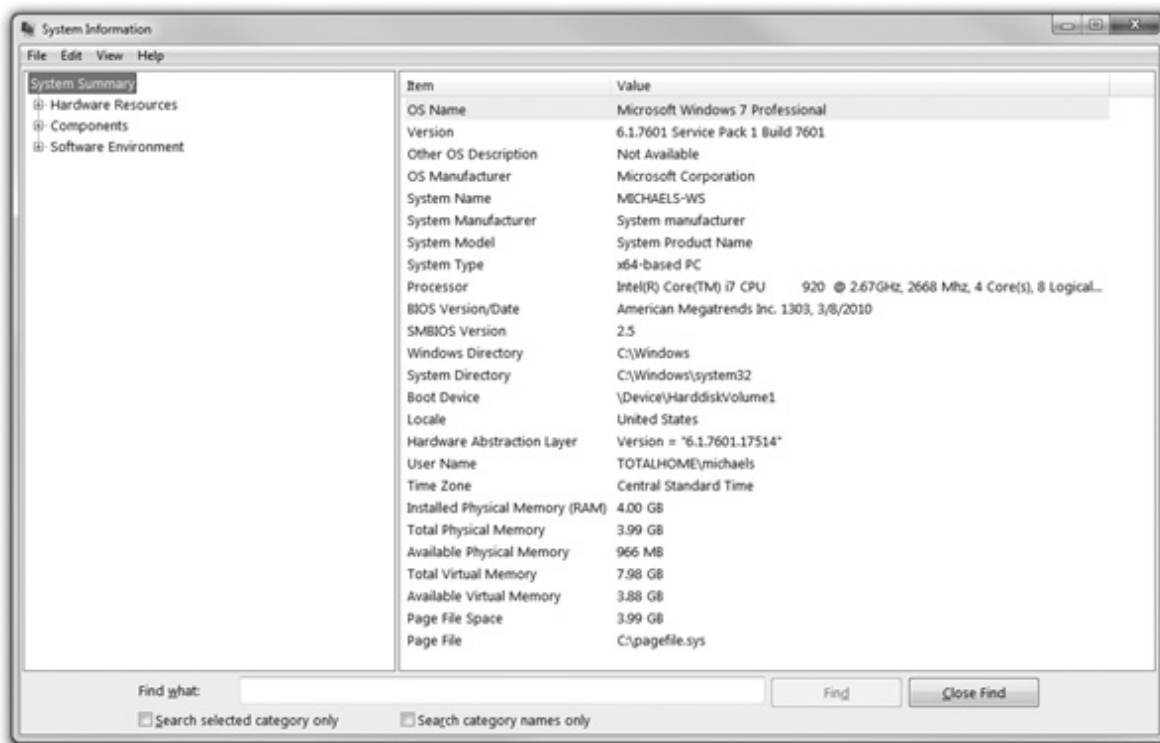 System Information
File Edit View Help
System Summary
Hardware Resources
Components
Software Environment
Item Value
OS Name Microsoft Windows 7 Professional
Version 6.1.7601 Service Pack 1 Build 7601
Other OS Description Not Available
OS Manufacturer Microsoft Corporation
System Name MICHAELS-WS
System Manufacturer System manufacturer
System Model System Product Name
System Type x64-based PC
Processor Intel(R) Core(TM) i7 CPU 920 @ 2.67GHz, 2668 Mhz, 4 Core(s), 8 Logical...
BIOS Version/Date American Megatrends Inc. 1303, 3/8/2010
SMBIOS Version 2.5
Windows Directory C:\Windows
System Directory C:\Windows\system32
Boot Device \Device\HarddiskVolume1
Locale United States
Hardware Abstraction Layer Version = "6.1.7601.17514"
User Name TOTALHOME\michaels
Time Zone Central Standard Time
Installed Physical Memory (RAM) 4.00 GB
Total Physical Memory 3.99 GB
Available Physical Memory 966 MB
Total Virtual Memory 7.98 GB
Available Virtual Memory 3.88 GB
Page File Space 3.99 GB
Page File C:\pagefile.sys
Find what: Find Close Find
Search selected category only Search category names only